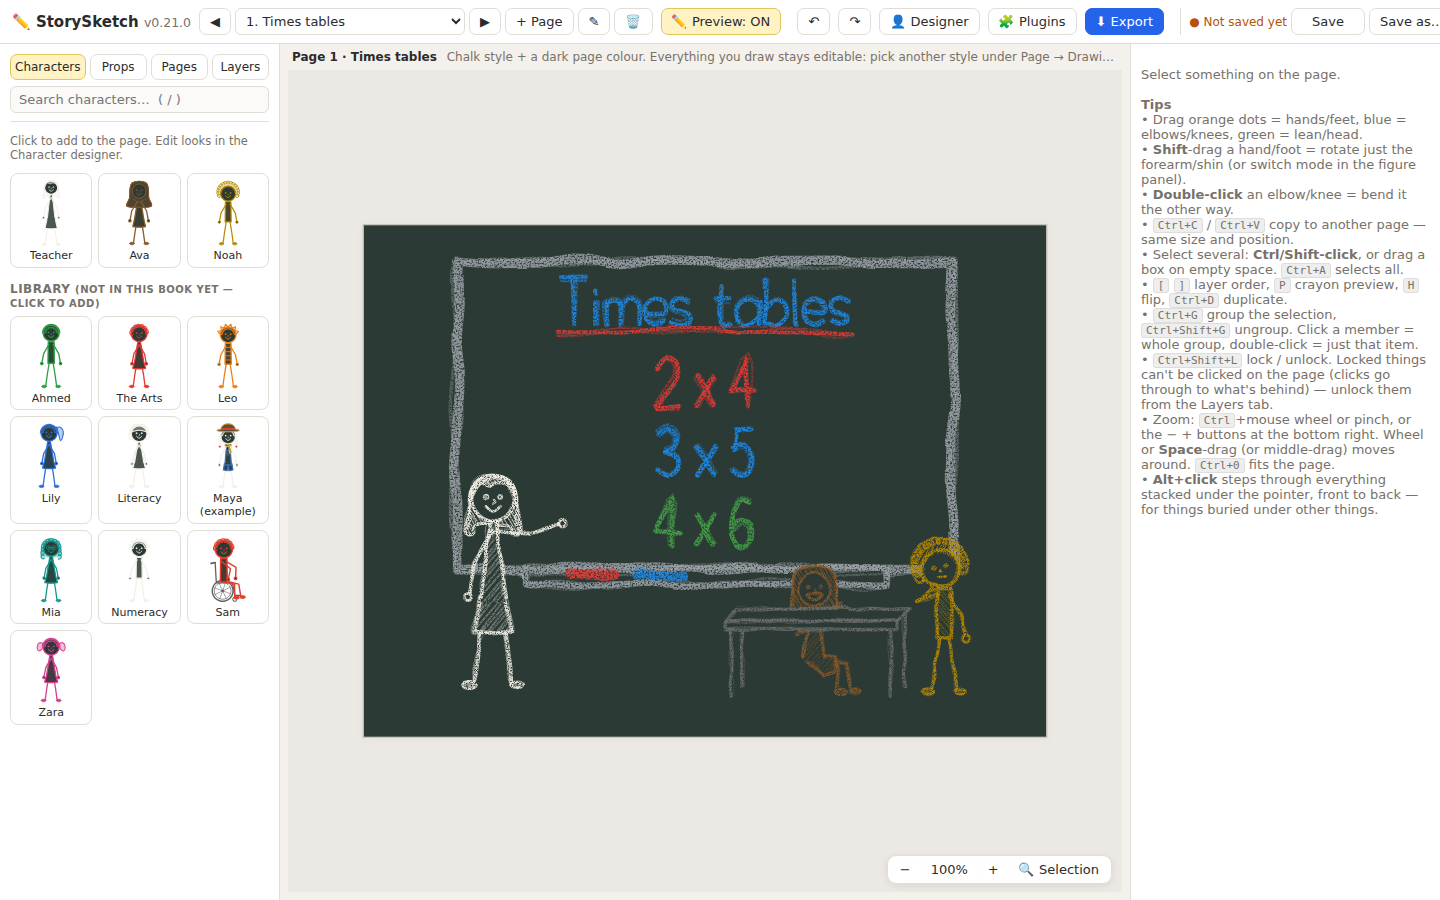 ✏️ StorySketch v0.21.0
◀ 1. Times tables ▶ + Page ✎ 🗑️ ✏️ Preview: ON ↶ ↷ 👤 Designer 🧩 Plugins ⬇ Export ● Not saved yet Save Save as…
Characters Props Pages Layers
Search characters… ( / )
Click to add to the page. Edit looks in the
Character designer.
Teacher Ava Noah
LIBRARY (NOT IN THIS BOOK YET —
CLICK TO ADD)
Ahmed The Arts Leo
Lily Literacy Maya
(example)
Mia Numeracy Sam
Zara
Page 1 · Times tables Chalk style + a dark page colour. Everything you draw stays editable: pick another style under Page → Drawi…
Times tables
2 x 4
3 x 5
4 x 6
− 100% + 🔍 Selection
Select something on the page.
Tips
• Drag orange dots = hands/feet, blue =
elbows/knees, green = lean/head.
• Shift-drag a hand/foot = rotate just the
forearm/shin (or switch mode in the figure
panel).
• Double-click an elbow/knee = bend it
the other way.
• Ctrl+C / Ctrl+V copy to another page —
same size and position.
• Select several: Ctrl/Shift-click, or drag a
box on empty space. Ctrl+A selects all.
• [ ] layer order, P crayon preview, H
flip, Ctrl+D duplicate.
• Ctrl+G group the selection,
Ctrl+Shift+G ungroup. Click a member =
whole group, double-click = just that item.
• Ctrl+Shift+L lock / unlock. Locked things
can't be clicked on the page (clicks go
through to what's behind) — unlock them
from the Layers tab.
• Zoom: Ctrl+mouse wheel or pinch, or
the − + buttons at the bottom right. Wheel
or Space-drag (or middle-drag) moves
around. Ctrl+0 fits the page.
• Alt+click steps through everything
stacked under the pointer, front to back —
for things buried under other things.